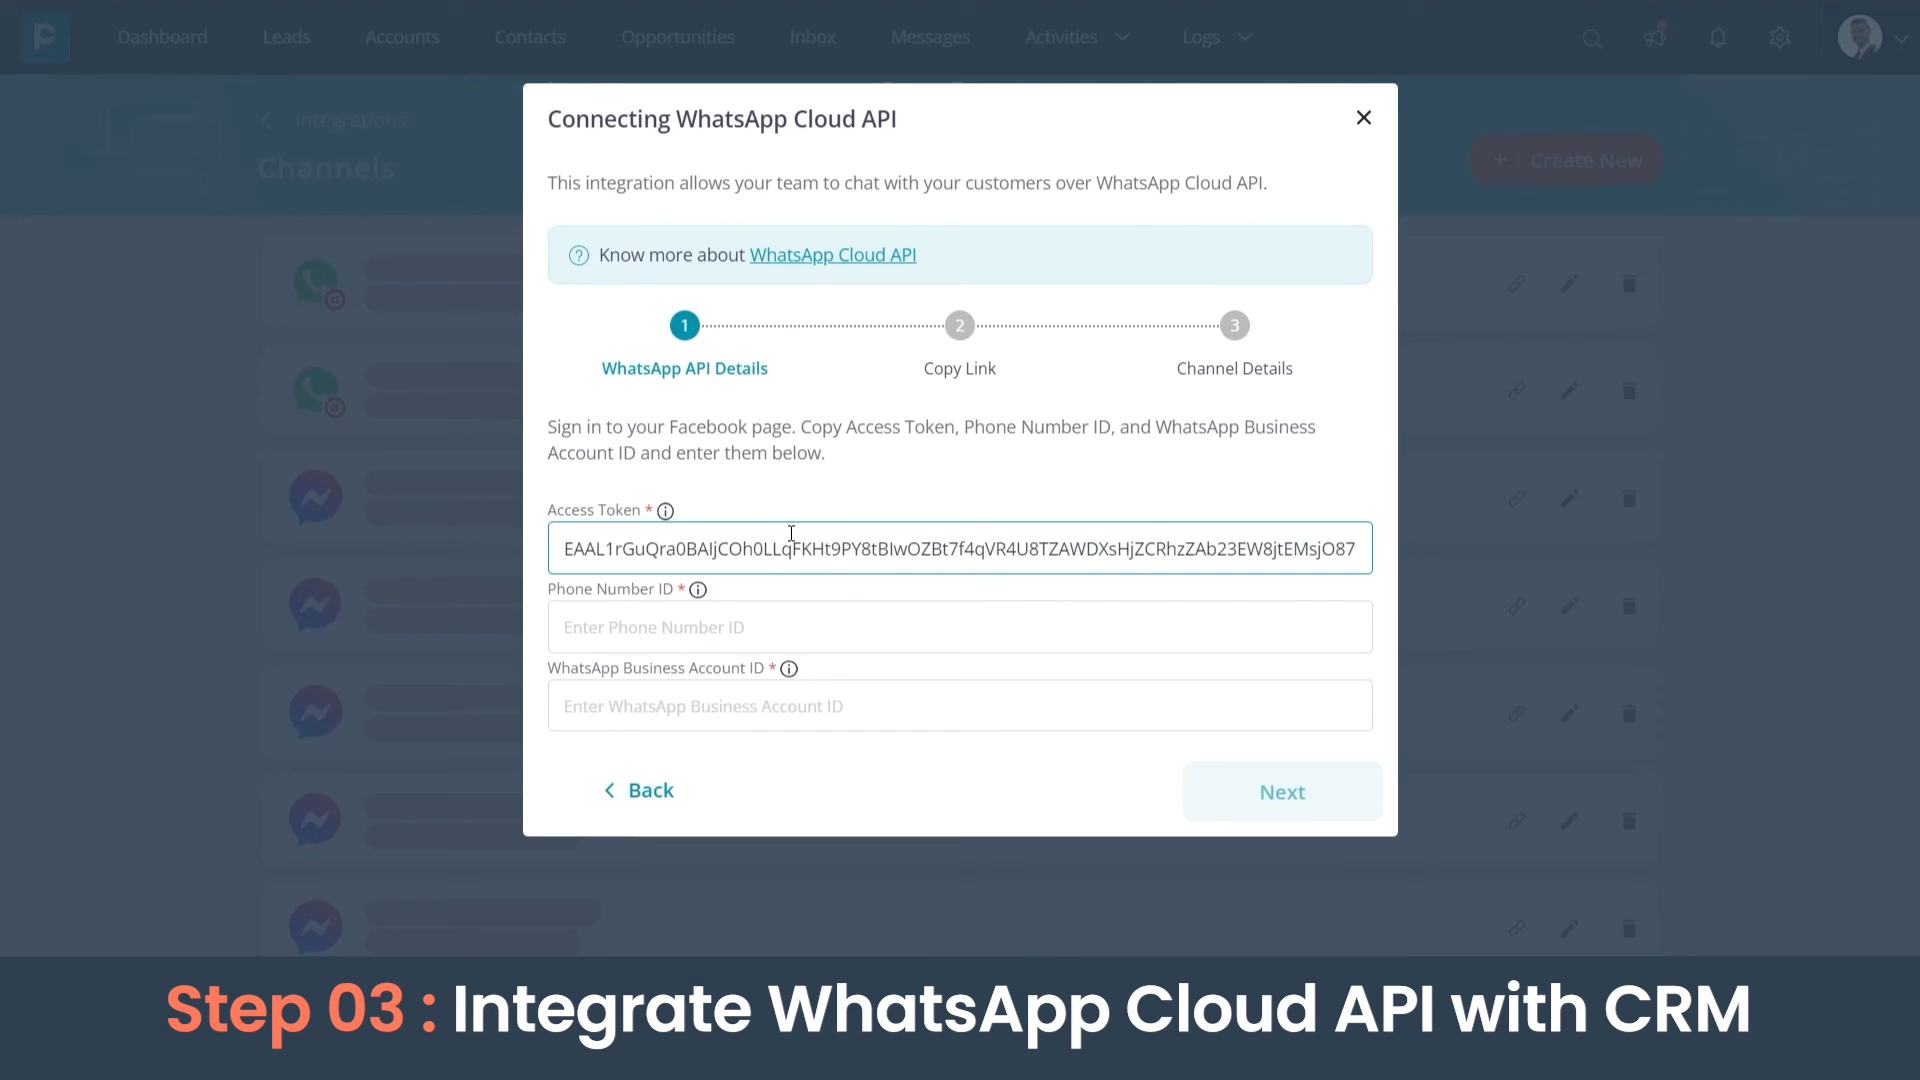 Dashboard Leads Accounts Contacts Opportunities Inbox Messages Activities Logs
Integrations
Channels
+ Create New
Connecting WhatsApp Cloud API
This integration allows your team to chat with your customers over WhatsApp Cloud API.
Know more about WhatsApp Cloud API
1 2 3
WhatsApp API Details Copy Link Channel Details
Sign in to your Facebook page. Copy Access Token, Phone Number ID, and WhatsApp Business
Account ID and enter them below.
Access Token *
EAAL1rGuQra0BAIjCOh0LLqFKHt9PY8tBIwOZBt7f4qVR4U8TZAWDXsHjZCRhzZAb23EW8jtEMsjO87
Phone Number ID *
Enter Phone Number ID
WhatsApp Business Account ID *
Enter WhatsApp Business Account ID
Back Next
Step 03 : Integrate WhatsApp Cloud API with CRM